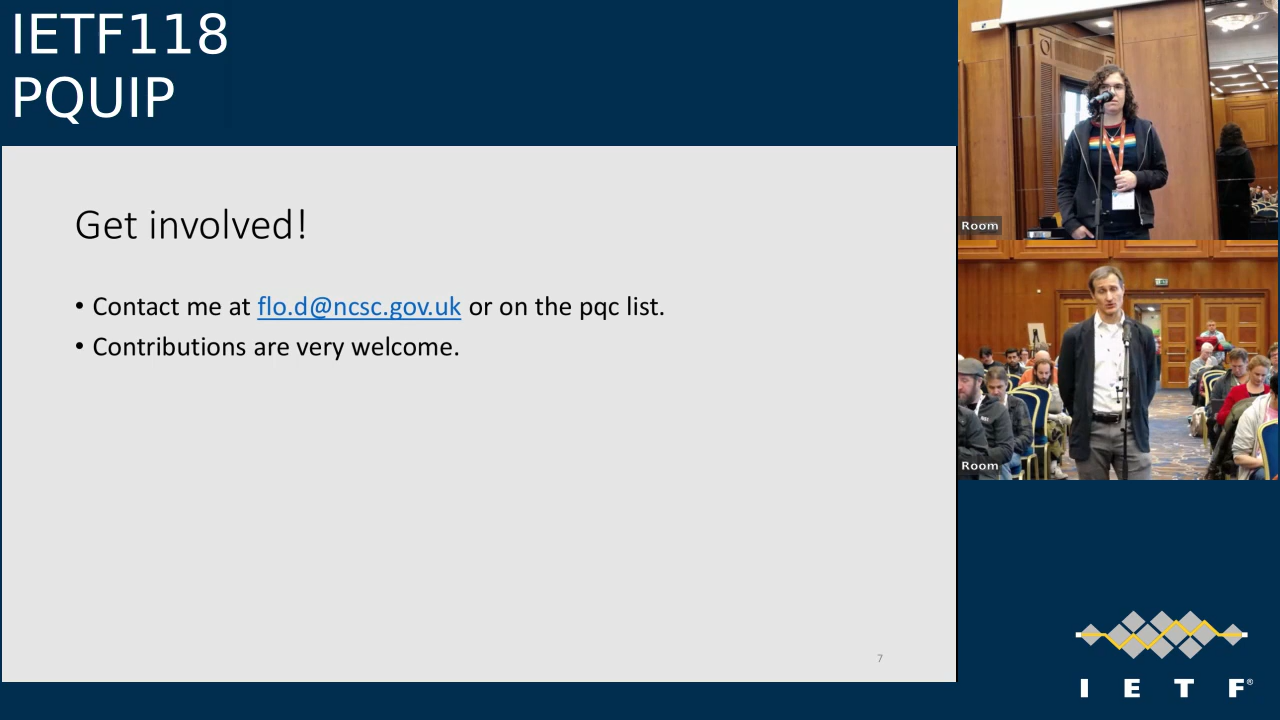 IETF118
PQUIP
Get involved!
• Contact me at flo.d@ncsc.gov.uk or on the pqc list.
• Contributions are very welcome.
7
Room
Room
I E T F®